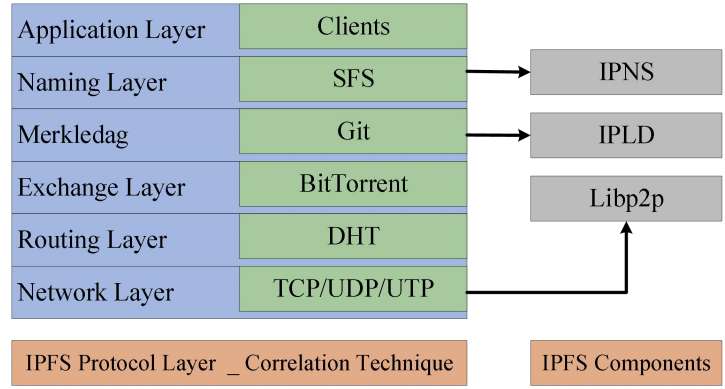 Application Layer Clients
Naming Layer SFS IPNS
Merkledag Git IPLD
Exchange Layer BitTorrent Libp2p
Routing Layer DHT
Network Layer TCP/UDP/UTP
IPFS Protocol Layer _ Correlation Technique IPFS Components